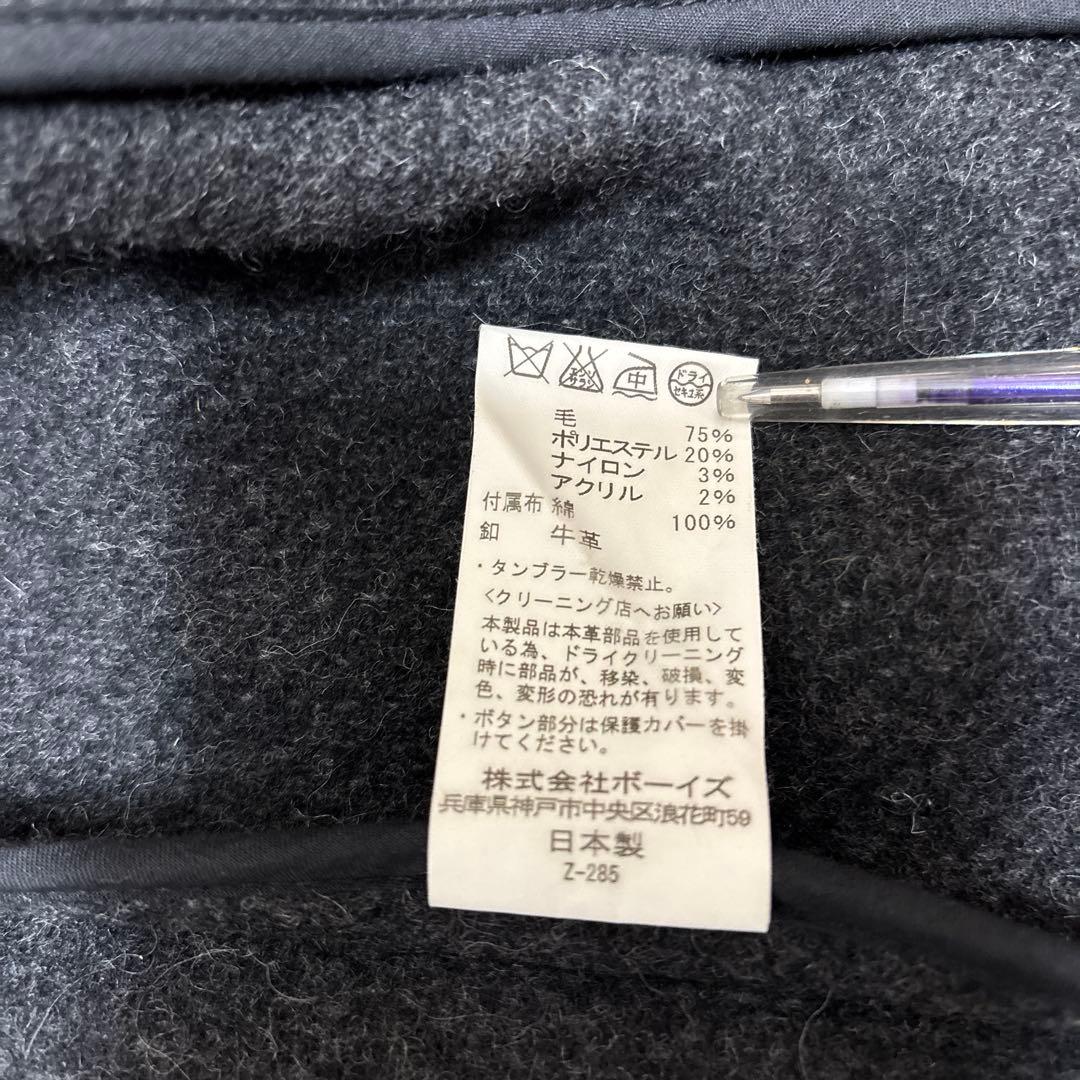 エンソ
サラシ
中
ドライ
セキユ系
毛 75%
ポリエステル 20%
ナイロン 3%
アクリル 2%
付属布 綿 100%
釦 牛革
・タンブラー乾燥禁止。
<クリーニング店へお願い>
本製品は本革部品を使用して
いる為、ドライクリーニング
時に部品が、移染、破損、変
色、変形の恐れが有ります。
・ボタン部分は保護カバーを掛
けてください。
株式会社ボーイズ
兵庫県神戸市中央区浪花町59
日本製
Z-285